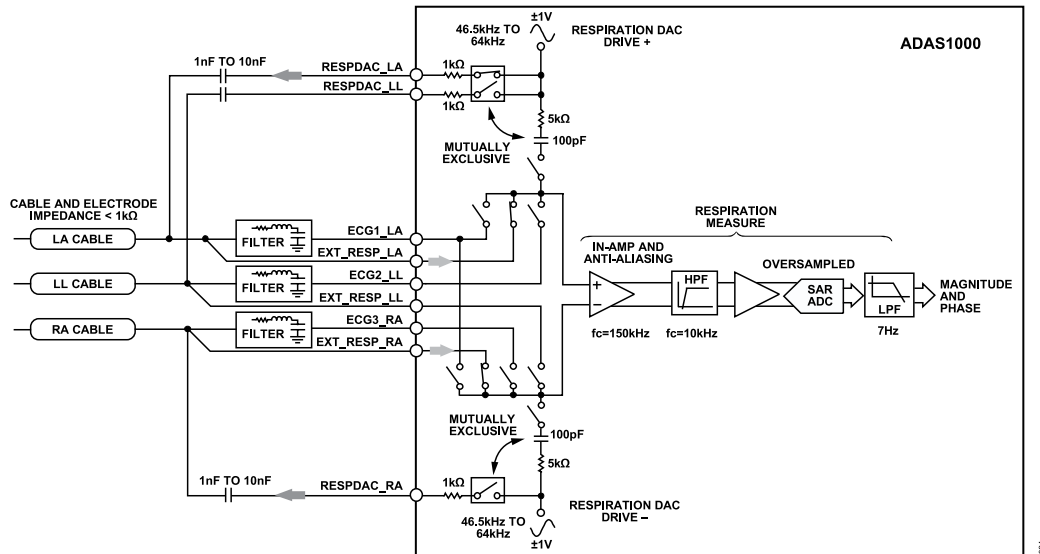 ±1V
46.5kHz TO
64kHz
RESPIRATION DAC
DRIVE +
ADAS1000
1nF TO 10nF
RESPDAC_LA
1kΩ
RESPDAC_LL
1kΩ
5kΩ
100pF
MUTUALLY
EXCLUSIVE
CABLE AND ELECTRODE
IMPEDANCE < 1kΩ
LA CABLE
FILTER
ECG1_LA
EXT_RESP_LA
LL CABLE
FILTER
ECG2_LL
EXT_RESP_LL
RA CABLE
FILTER
ECG3_RA
EXT_RESP_RA
RESPIRATION
MEASURE
IN-AMP AND
ANTI-ALIASING
+
–
fc=150kHz
HPF
fc=10kHz
OVERSAMPLED
SAR
ADC
LPF
7Hz
MAGNITUDE
AND
PHASE
MUTUALLY
EXCLUSIVE
100pF
5kΩ
1nF TO 10nF
RESPDAC_RA
1kΩ
RESPIRATION DAC
DRIVE –
46.5kHz TO
64kHz
±1V